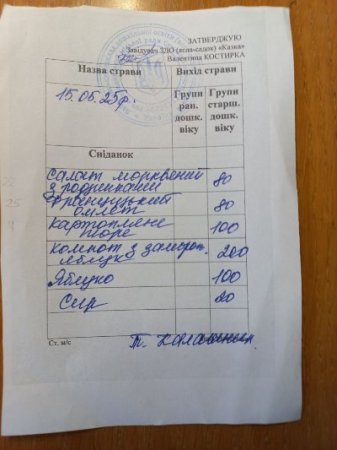 ЗАТВЕРДЖУЮ
Завідувач ЗДО (ясла-садок) «Казка»
Валентина КОСТИРКА
Назва страви Вихід страви
15.05.25р. Групи ран. дошк. віку Групи старш. дошк. віку
Сніданок
Салат морквяний
з родзинками 80
Французький
омлет 80
Картопляне
пюре 100
Компот з заморож.
яблук 200
Яблуко 100
Сир 20
Ст. м/с